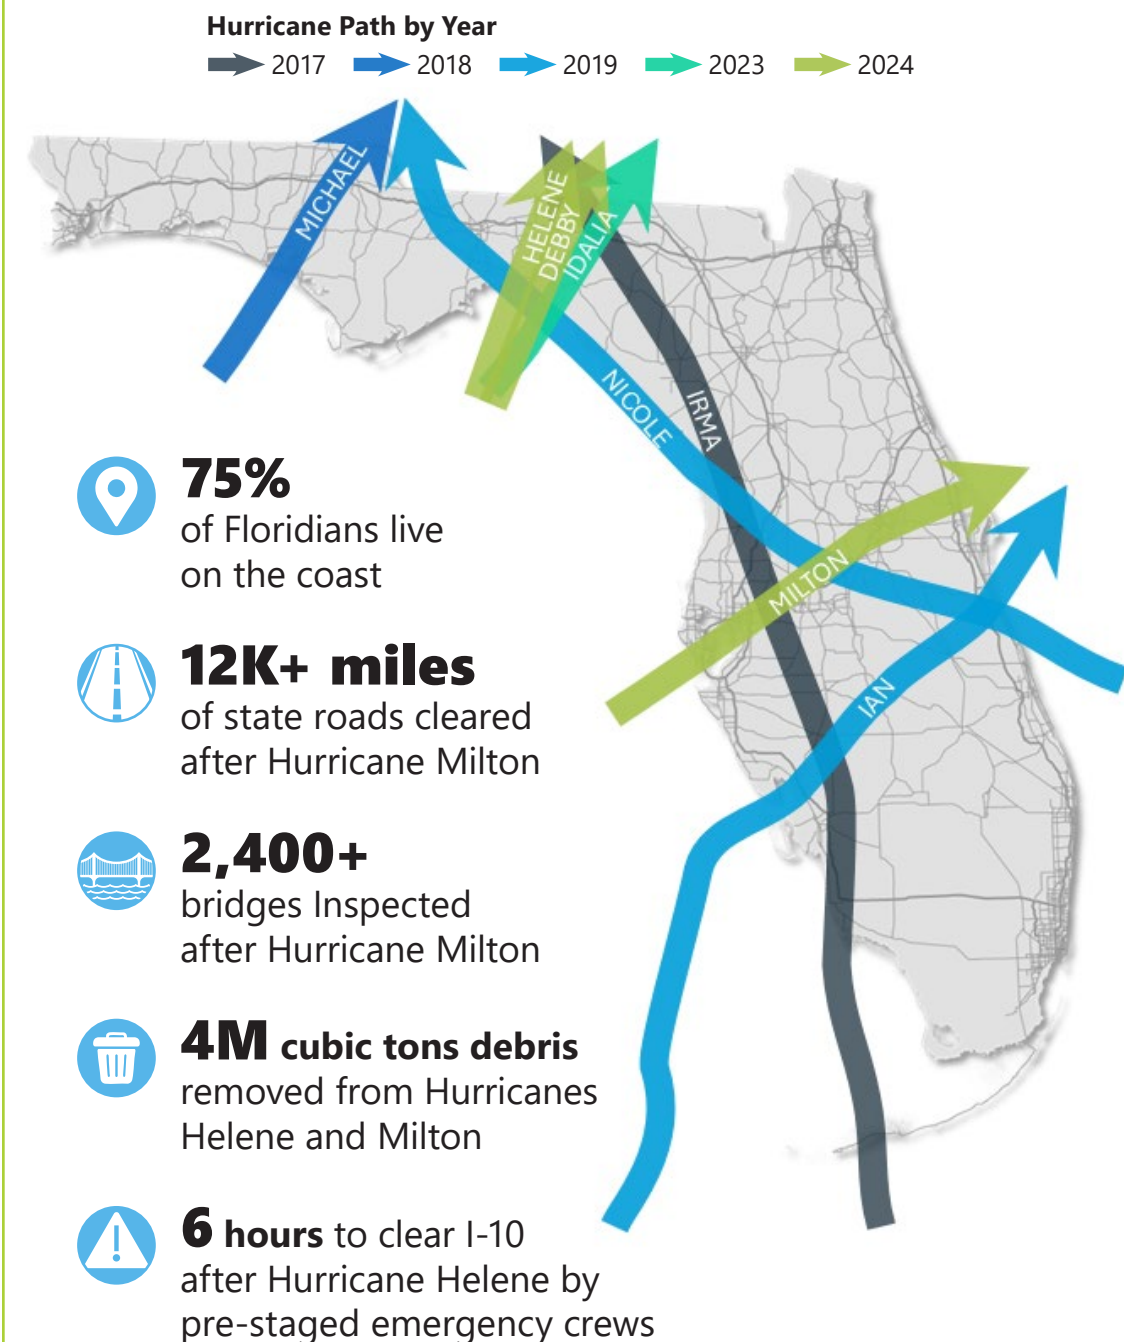 Hurricane Path by Year
2017 2018 2019 2023 2024
MICHAEL
HELENE
DEBBY
IDALIA
NICOLE
IRMA
MILTON
IAN
75%
of Floridians live
on the coast
12K+ miles
of state roads cleared
after Hurricane Milton
2,400+
bridges Inspected
after Hurricane Milton
4M cubic tons debris
removed from Hurricanes
Helene and Milton
6 hours to clear I-10
after Hurricane Helene by
pre-staged emergency crews